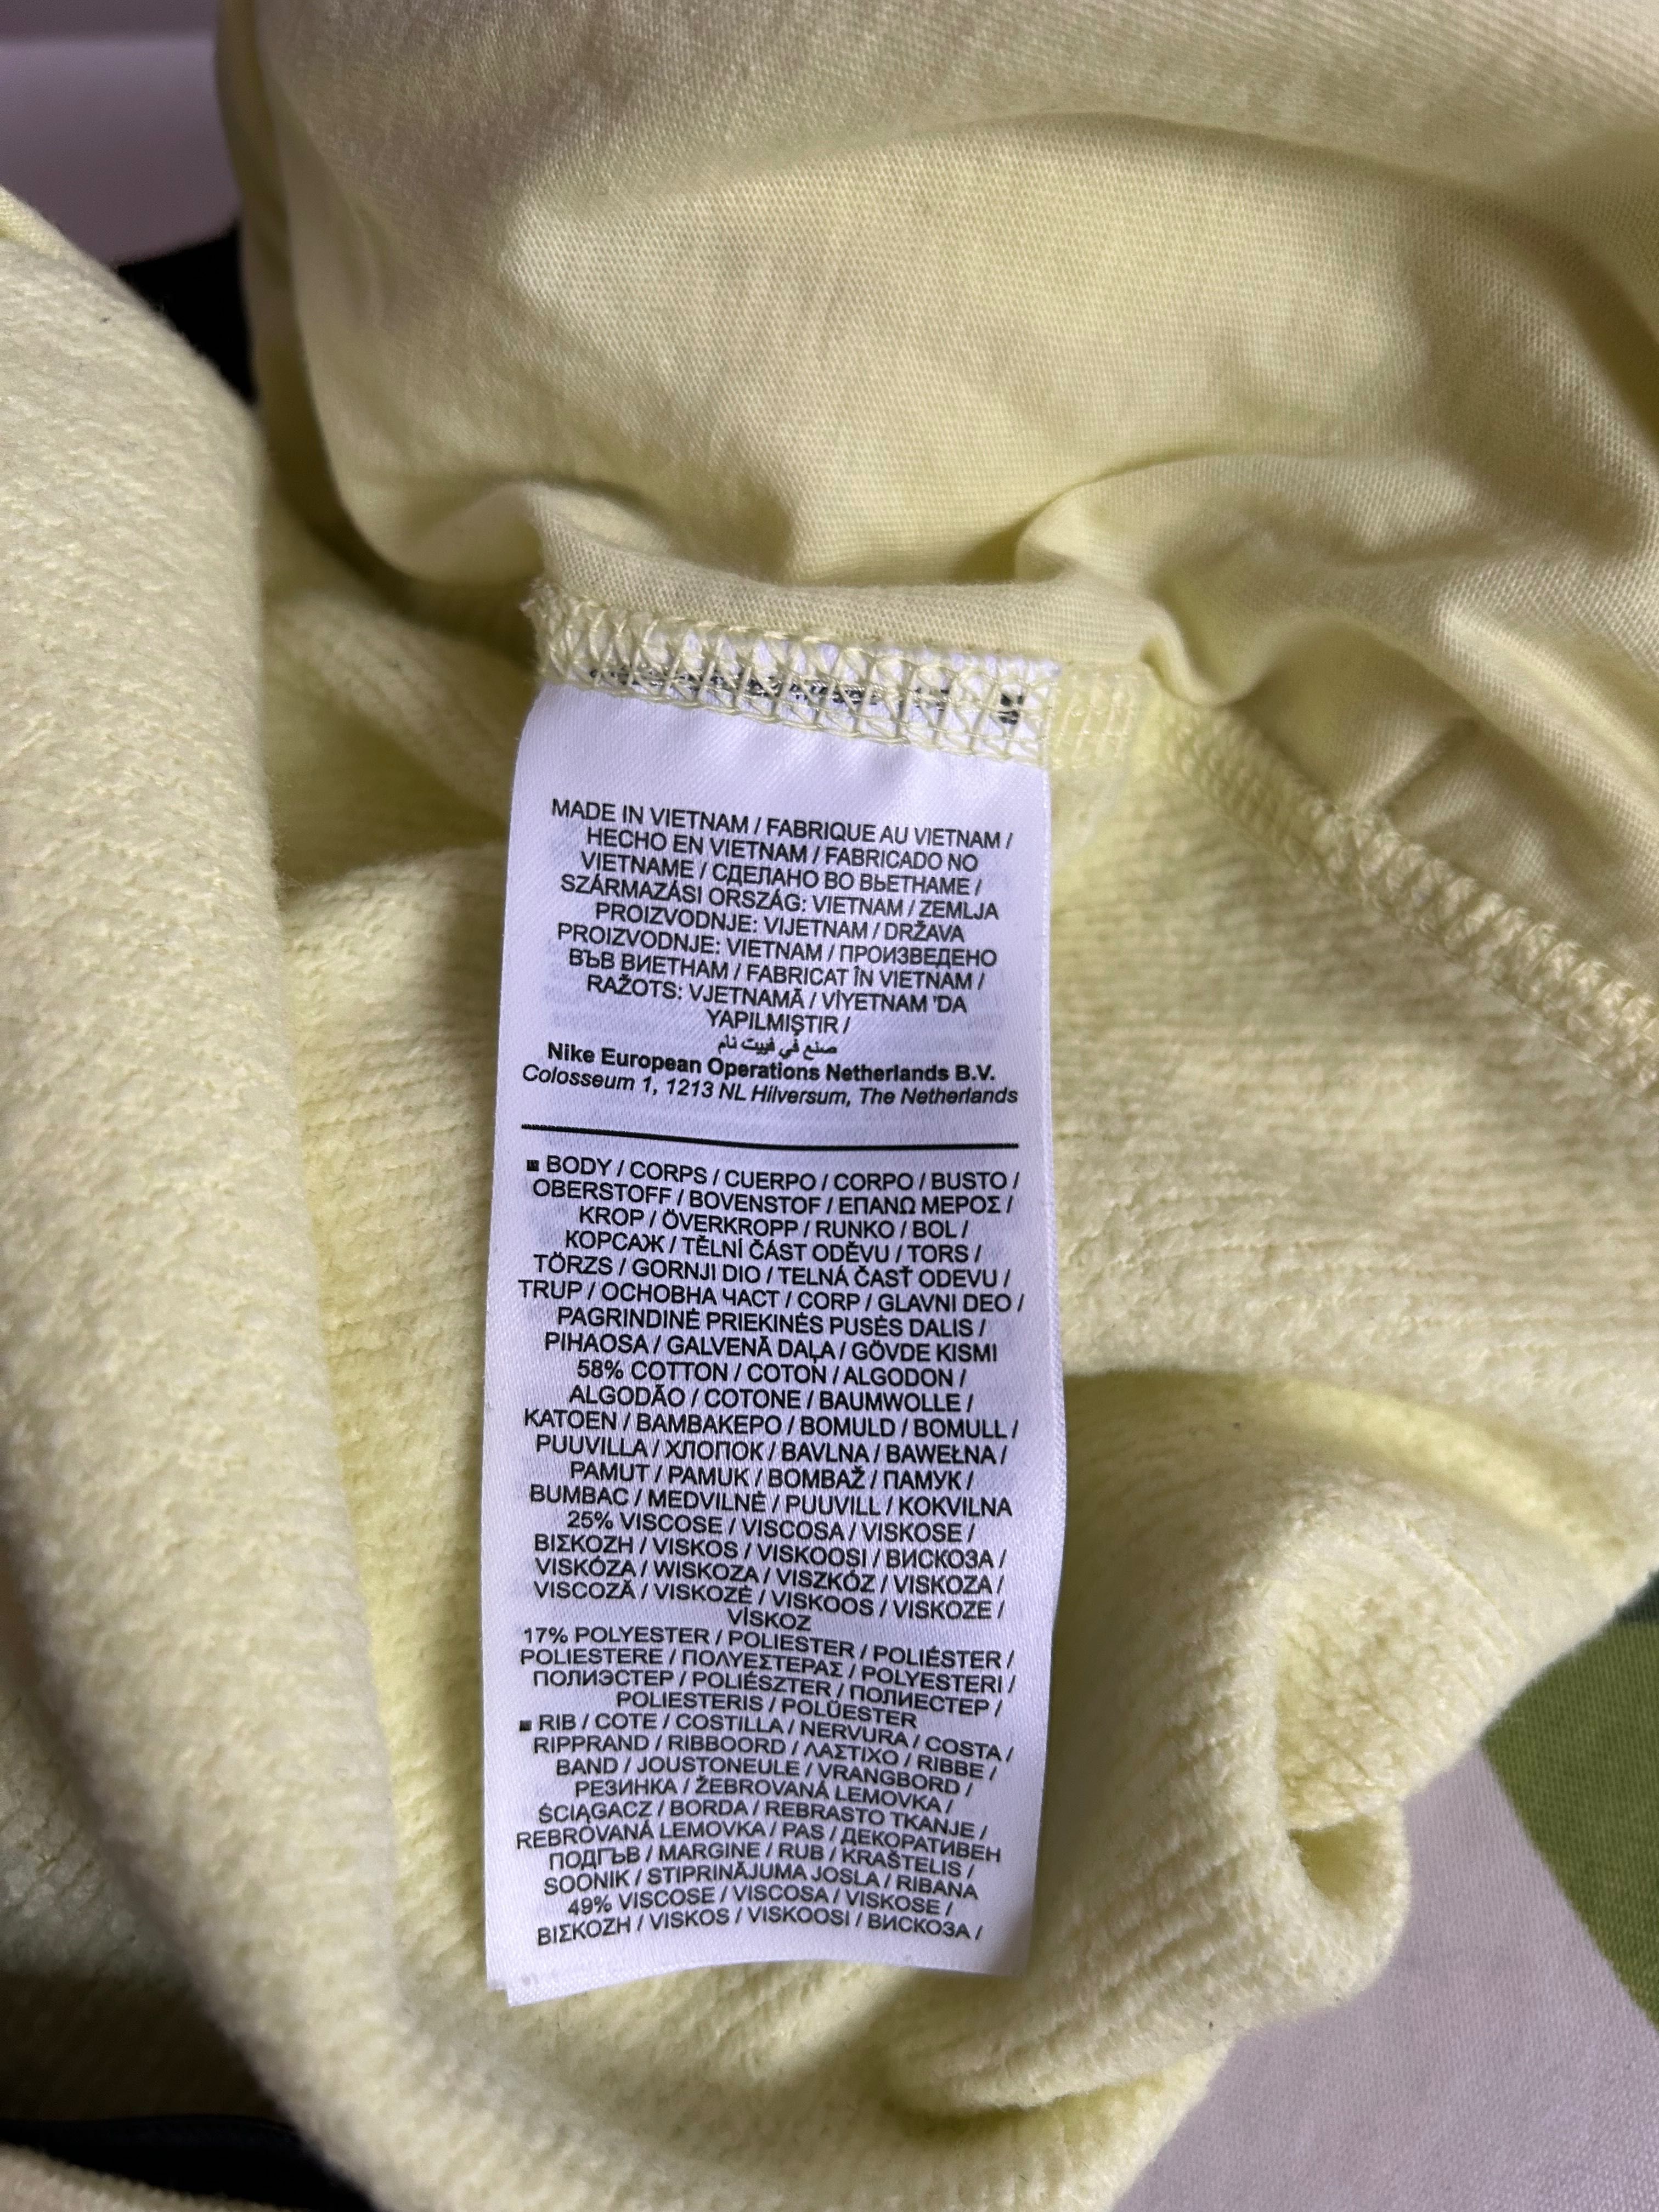 MADE IN VIETNAM / FABRIQUE AU VIETNAM /
HECHO EN VIETNAM / FABRICADO NO
VIETNAME / СДЕЛАНО ВО ВЬЕТНАМЕ /
SZÁRMAZÁSI ORSZÁG: VIETNAM / ZEMLJA
PROIZVODNJE: VIJETNAM / DRŽAVA
PROIZVODNJE: VIETNAM / ПРОИЗВЕДЕНО
ВЪВ ВИЕТНАМ / FABRICAT ÎN VIETNAM /
RAŽOTS: VJETNAMĀ / VİYETNAM 'DA
YAPILMIŞTIR /
صنع في فييت نام
Nike European Operations Netherlands B.V.
Colosseum 1, 1213 NL Hilversum, The Netherlands
BODY / CORPS / CUERPO / CORPO / BUSTO /
OBERSTOFF / BOVENSTOF / ΕΠΑΝΩ ΜΕΡΟΣ /
KROP / ÖVERKROPP / RUNKO / BOL /
КОРСАЖ / TĚLNÍ ČÁST ODĚVU / TORS /
TÖRZS / GORNJI DIO / TELNÁ ČASŤ ODEVU /
TRUP / ОСНОВНА ЧАСТ / CORP / GLAVNI DEO /
PAGRINDINĖ PRIEKINĖS PUSĖS DALIS /
PIHAOSA / GALVENĀ DAĻA / GÖVDE KISMI
58% COTTON / COTON / ALGODON /
ALGODÃO / COTONE / BAUMWOLLE /
KATOEN / ΒΑΜΒΑΚΕΡΟ / BOMULD / BOMULL /
PUUVILLA / ХЛОПОК / BAVLNA / BAWEŁNA /
PAMUT / PAMUK / BOMBAŽ / ПАМУК /
BUMBAC / MEDVILNĖ / PUUVILL / KOKVILNA
25% VISCOSE / VISCOSA / VISKOSE /
ΒΙΣΚΟΖΗ / VISKOS / VISKOOSI / ВИСКОЗА /
VISKÓZA / WISKOZA / VISZKÓZ / VISKOZA /
VISCOZĂ / VISKOZĖ / VISKOOS / VISKOZE /
VİSKOZ
17% POLYESTER / POLIESTER / POLIÉSTER /
POLIESTERE / ΠΟΛΥΕΣΤΕΡΑΣ / POLYESTERI /
ПОЛИЭСТЕР / POLIÉSZTER / ПОЛИЕСТЕР /
POLIESTERIS / POLÜESTER
RIB / COTE / COSTILLA / NERVURA / COSTA /
RIPPRAND / RIBBOORD / ΛΑΣΤΙΧΟ / RIBBE /
BAND / JOUSTONEULE / VRANGBORD /
РЕЗИНКА / ŽEBROVANÁ LEMOVKA /
ŚCIĄGACZ / BORDA / REBRASTO TKANJE /
REBROVANÁ LEMOVKA / PAS / ДЕКОРАТИВЕН
ПОДГЪВ / MARGINE / RUB / KRAŠTELIS /
SOONIK / STIPRINĀJUMA JOSLA / RIBANA
49% VISCOSE / VISCOSA / VISKOSE /
ΒΙΣΚΟΖΗ / VISKOS / VISKOOSI / ВИСКОЗА /